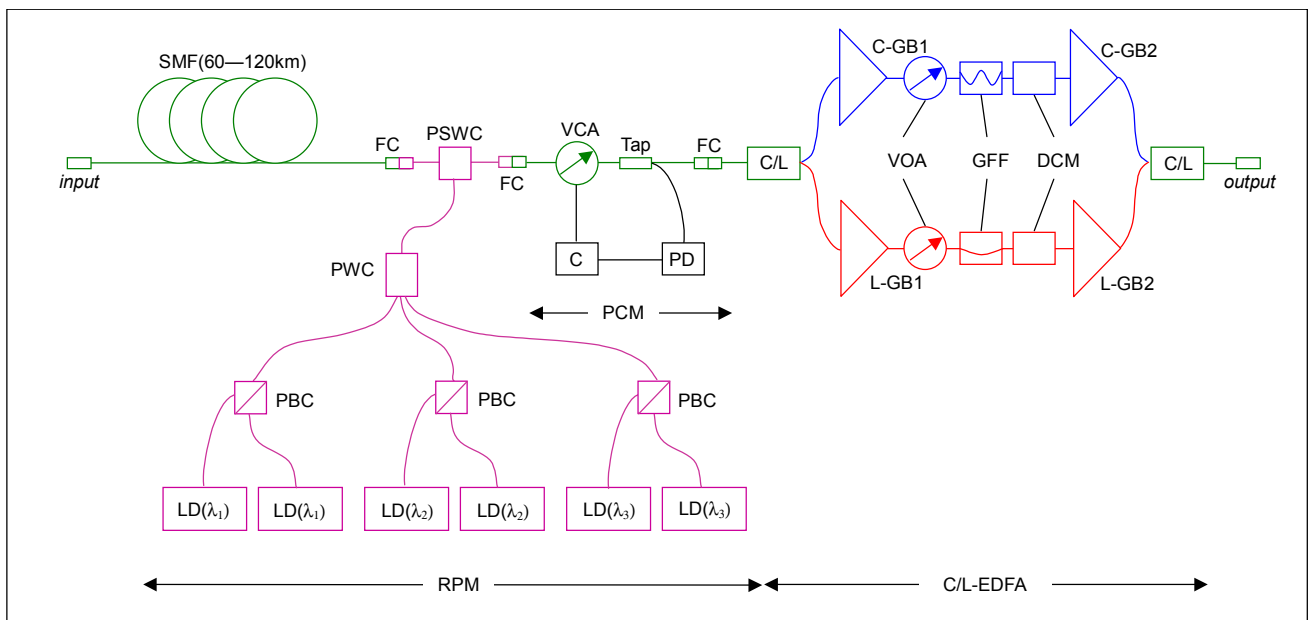 SMF(60—120km)
C-GB1
C-GB2
FC
PSWC
VCA
Tap
FC
C/L
VOA
GFF
DCM
C/L
input
FC
output
PWC
C
PD
L-GB1
L-GB2
PCM
PBC
PBC
PBC
LD(λ1)
LD(λ1)
LD(λ2)
LD(λ2)
LD(λ3)
LD(λ3)
RPM
C/L-EDFA